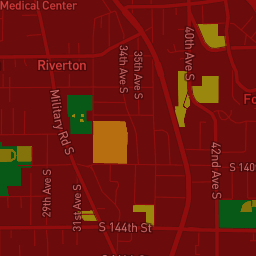 Medical Center
Riverton
34th Ave S
35th Ave S
40th Ave S
Military Rd S
Fo
42nd Ave S
S 140
29th Ave S
31st Ave S
S 144th St